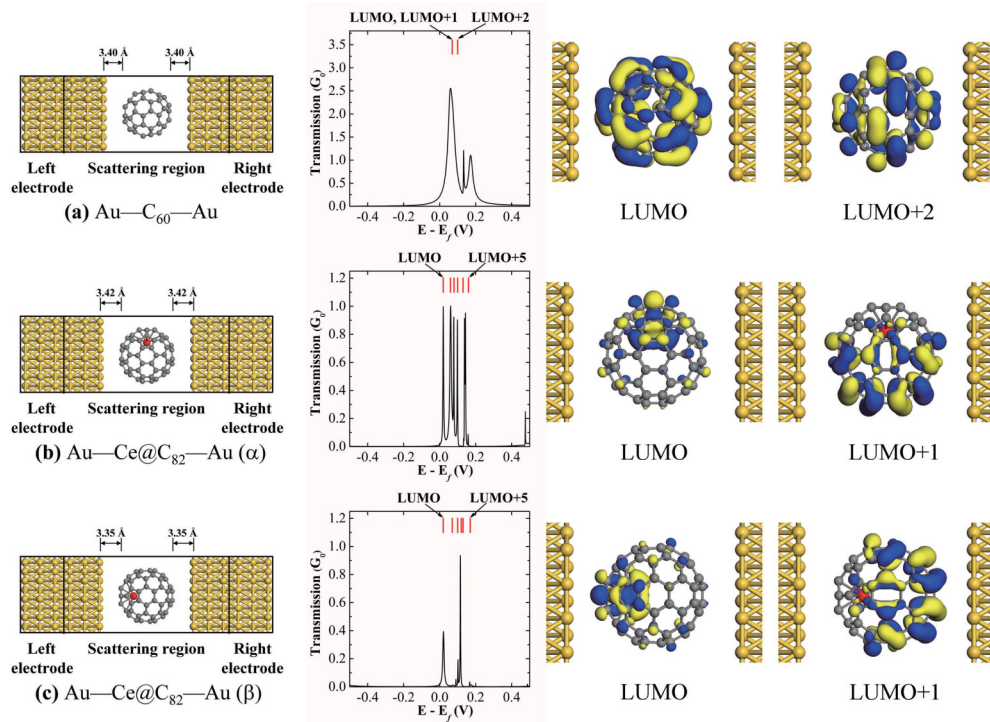 3.40 Å 3.40 Å
Left electrode Scattering region Right electrode
(a) Au—C₆₀—Au
LUMO, LUMO+1 LUMO+2
Transmission (G₀)
3.5
3.0
2.5
2.0
1.5
1.0
0.5
0.0
-0.4 -0.2 0.0 0.2 0.4
E - E_f (V)
LUMO LUMO+2
3.42 Å 3.42 Å
Left electrode Scattering region Right electrode
(b) Au—Ce@C₈₂—Au (α)
LUMO LUMO+5
Transmission (G₀)
1.2
1.0
0.8
0.6
0.4
0.2
0.0
-0.4 -0.2 0.0 0.2 0.4
E - E_f (V)
LUMO LUMO+1
3.35 Å 3.35 Å
Left electrode Scattering region Right electrode
(c) Au—Ce@C₈₂—Au (β)
LUMO LUMO+5
Transmission (G₀)
1.2
1.0
0.8
0.6
0.4
0.2
0.0
-0.4 -0.2 0.0 0.2 0.4
E - E_f (V)
LUMO LUMO+1